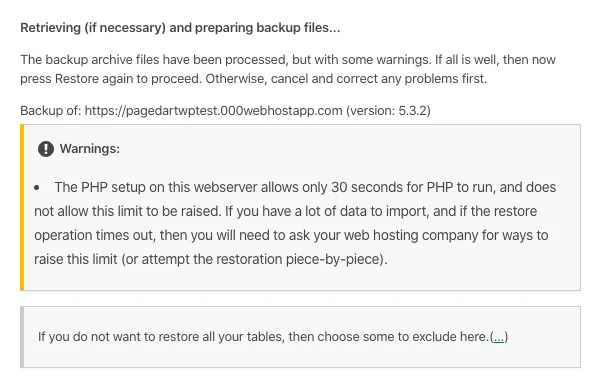 Retrieving (if necessary) and preparing backup files...
The backup archive files have been processed, but with some warnings. If all is well, then now
press Restore again to proceed. Otherwise, cancel and correct any problems first.
Backup of: https://pagedartwptest.000webhostapp.com (version: 5.3.2)
Warnings:
• The PHP setup on this webserver allows only 30 seconds for PHP to run, and does
not allow this limit to be raised. If you have a lot of data to import, and if the restore
operation times out, then you will need to ask your web hosting company for ways to
raise this limit (or attempt the restoration piece-by-piece).
If you do not want to restore all your tables, then choose some to exclude here.(...)